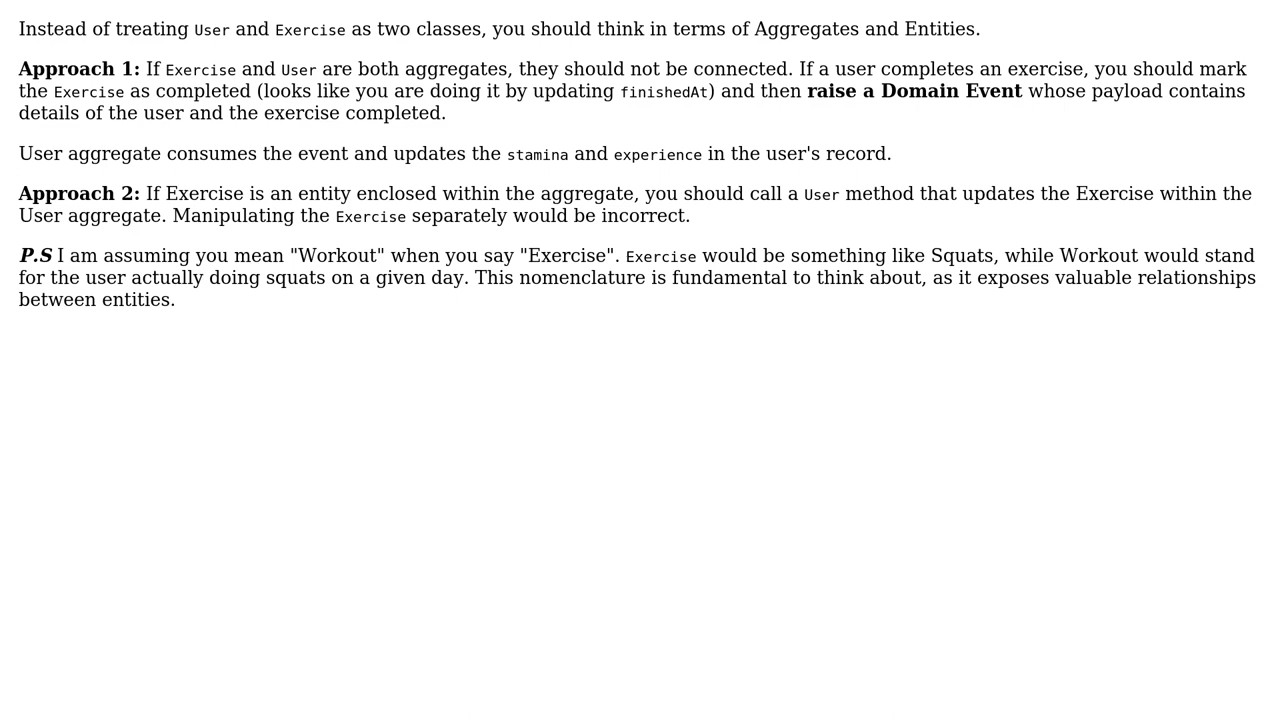 Instead of treating User and Exercise as two classes, you should think in terms of Aggregates and Entities.
Approach 1: If Exercise and User are both aggregates, they should not be connected. If a user completes an exercise, you should mark
the Exercise as completed (looks like you are doing it by updating finishedAt) and then raise a Domain Event whose payload contains
details of the user and the exercise completed.
User aggregate consumes the event and updates the stamina and experience in the user's record.
Approach 2: If Exercise is an entity enclosed within the aggregate, you should call a User method that updates the Exercise within the
User aggregate. Manipulating the Exercise separately would be incorrect.
P.S I am assuming you mean "Workout" when you say "Exercise". Exercise would be something like Squats, while Workout would stand
for the user actually doing squats on a given day. This nomenclature is fundamental to think about, as it exposes valuable relationships
between entities.